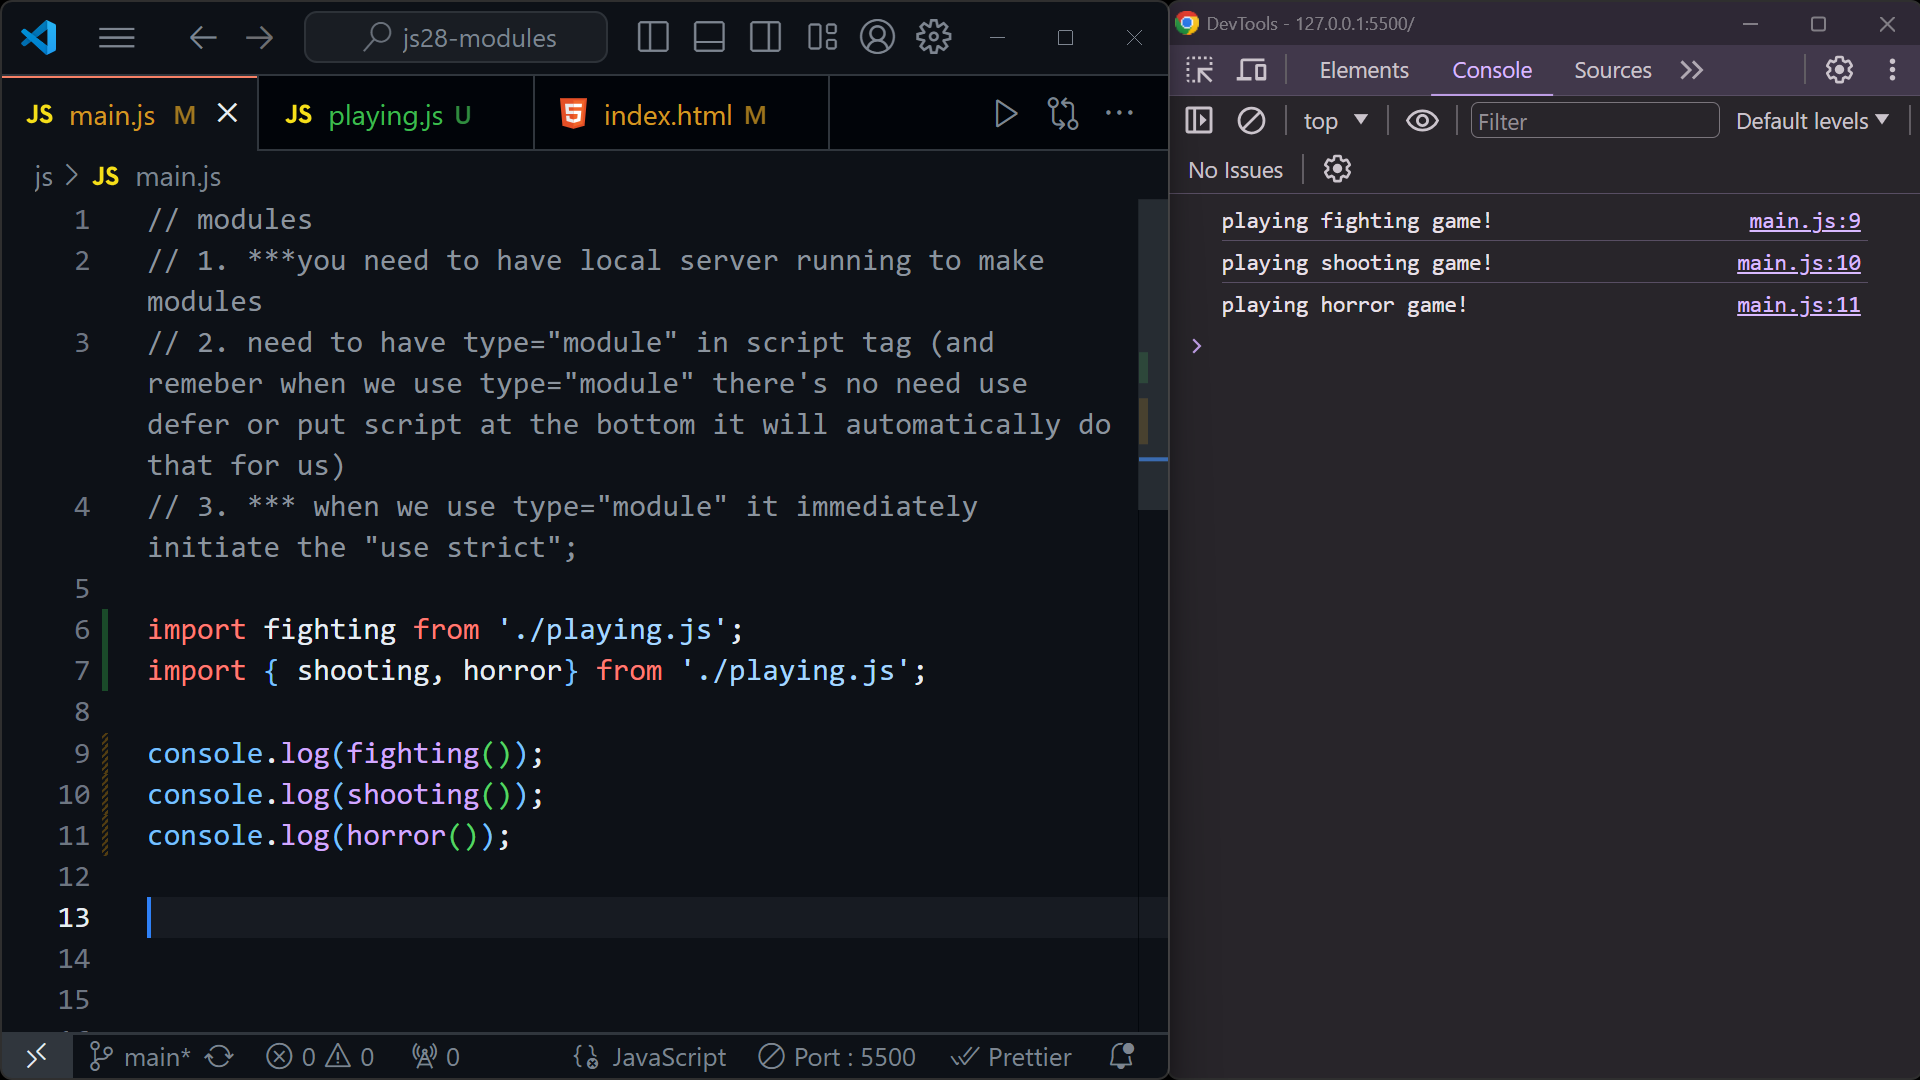 js28-modules
JS main.js M
JS playing.js U
index.html M
js > JS main.js
1 // modules
2 // 1. ***you need to have local server running to make
modules
3 // 2. need to have type="module" in script tag (and
remeber when we use type="module" there's no need use
defer or put script at the bottom it will automatically do
that for us)
4 // 3. *** when we use type="module" it immediately
initiate the "use strict";
5
6 import fighting from './playing.js';
7 import { shooting, horror} from './playing.js';
8
9 console.log(fighting());
10 console.log(shooting());
11 console.log(horror());
12
13
14
15
main* 0 0 0 JavaScript Port : 5500 Prettier
DevTools - 127.0.0.1:5500/
Elements Console Sources
top Filter Default levels
No Issues
playing fighting game! main.js:9
playing shooting game! main.js:10
playing horror game! main.js:11